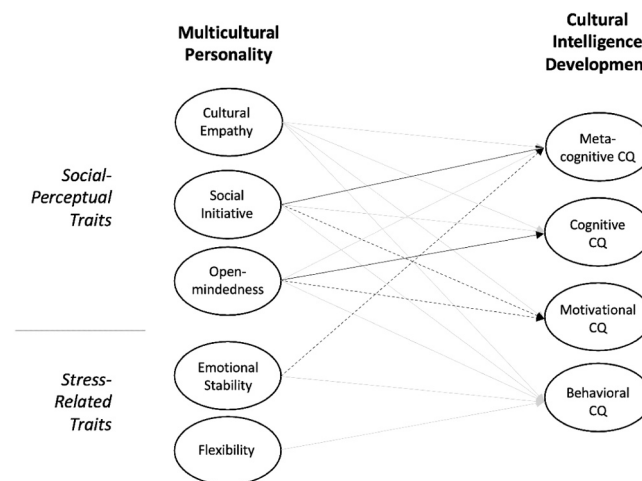 Multicultural
Personality
Cultural
Intelligence
Developmen
Social-
Perceptual
Traits
Stress-
Related
Traits
Cultural
Empathy
Social
Initiative
Open-
mindedness
Emotional
Stability
Flexibility
Meta-
cognitive CQ
Cognitive
CQ
Motivational
CQ
Behavioral
CQ